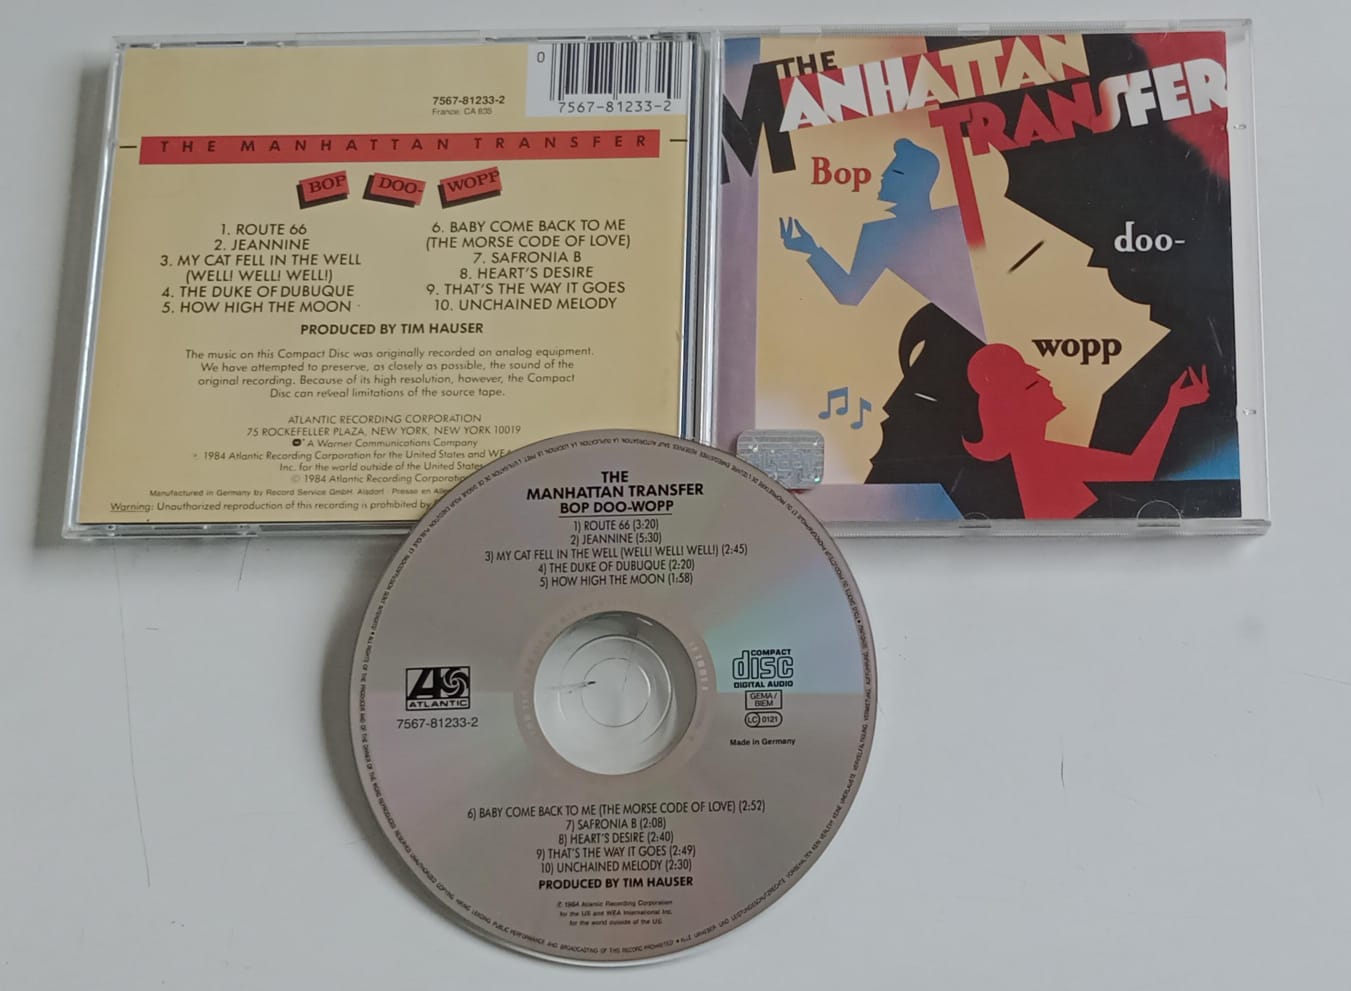 0
7567-81233-2
7567-81233-2
France: CA 835
THE MANHATTAN TRANSFER
BOP DOO- WOPP
1. ROUTE 66
2. JEANNINE
3. MY CAT FELL IN THE WELL
(WELL! WELL! WELL!)
4. THE DUKE OF DUBUQUE
5. HOW HIGH THE MOON
6. BABY COME BACK TO ME
(THE MORSE CODE OF LOVE)
7. SAFRONIA B
8. HEART'S DESIRE
9. THAT'S THE WAY IT GOES
10. UNCHAINED MELODY
PRODUCED BY TIM HAUSER
The music on this Compact Disc was originally recorded on analog equipment.
We have attempted to preserve, as closely as possible, the sound of the
original recording. Because of its high resolution, however, the Compact
Disc can reveal limitations of the source tape.
ATLANTIC RECORDING CORPORATION
75 ROCKEFELLER PLAZA, NEW YORK, NEW YORK 10019
A Warner Communications Company
1984 Atlantic Recording Corporation for the United States and WEA
Inc. for the world outside of the United States
© 1984 Atlantic Recording Corporation
Manufactured in Germany by Record Service GmbH. Alsdorf · Presse en
Warning: Unauthorized reproduction of this recording is prohibited by
THE
MANHATTAN
TRANSFER
Bop
doo-
wopp
THE
MANHATTAN TRANSFER
BOP DOO-WOPP
1) ROUTE 66 (3:20)
2) JEANNINE (5:30)
3) MY CAT FELL IN THE WELL (WELL! WELL! WELL!) (2:45)
4) THE DUKE OF DUBUQUE (2:20)
5) HOW HIGH THE MOON (1:58)
ATLANTIC
7567-81233-2
COMPACT
disc
DIGITAL AUDIO
GEMA/
BIEM
LC 0121
Made in Germany
6) BABY COME BACK TO ME (THE MORSE CODE OF LOVE) (2:52)
7) SAFRONIA B (2:08)
8) HEART'S DESIRE (2:40)
9) THAT'S THE WAY IT GOES (2:49)
10) UNCHAINED MELODY (2:30)
PRODUCED BY TIM HAUSER
℗ 1984 Atlantic Recording Corporation
for the US and WEA International Inc.
for the world outside of the US.